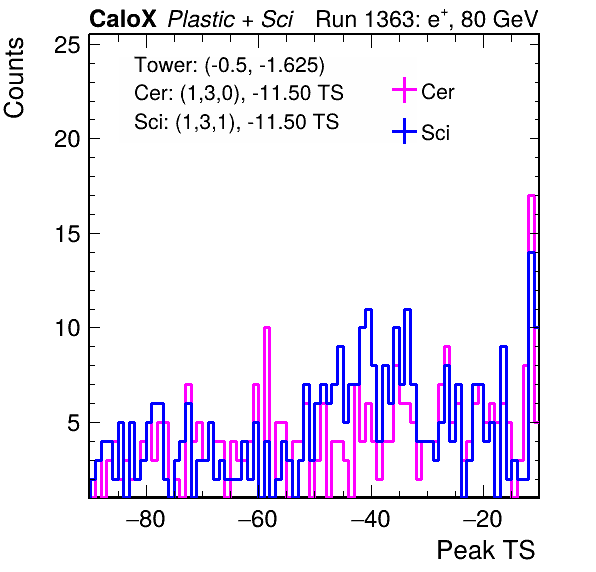 CaloX Plastic + Sci Run 1363: e+, 80 GeV
Counts
25
20
15
10
5
Tower: (-0.5, -1.625)
Cer: (1,3,0), -11.50 TS
Sci: (1,3,1), -11.50 TS
Cer
Sci
−80 −60 −40 −20
Peak TS